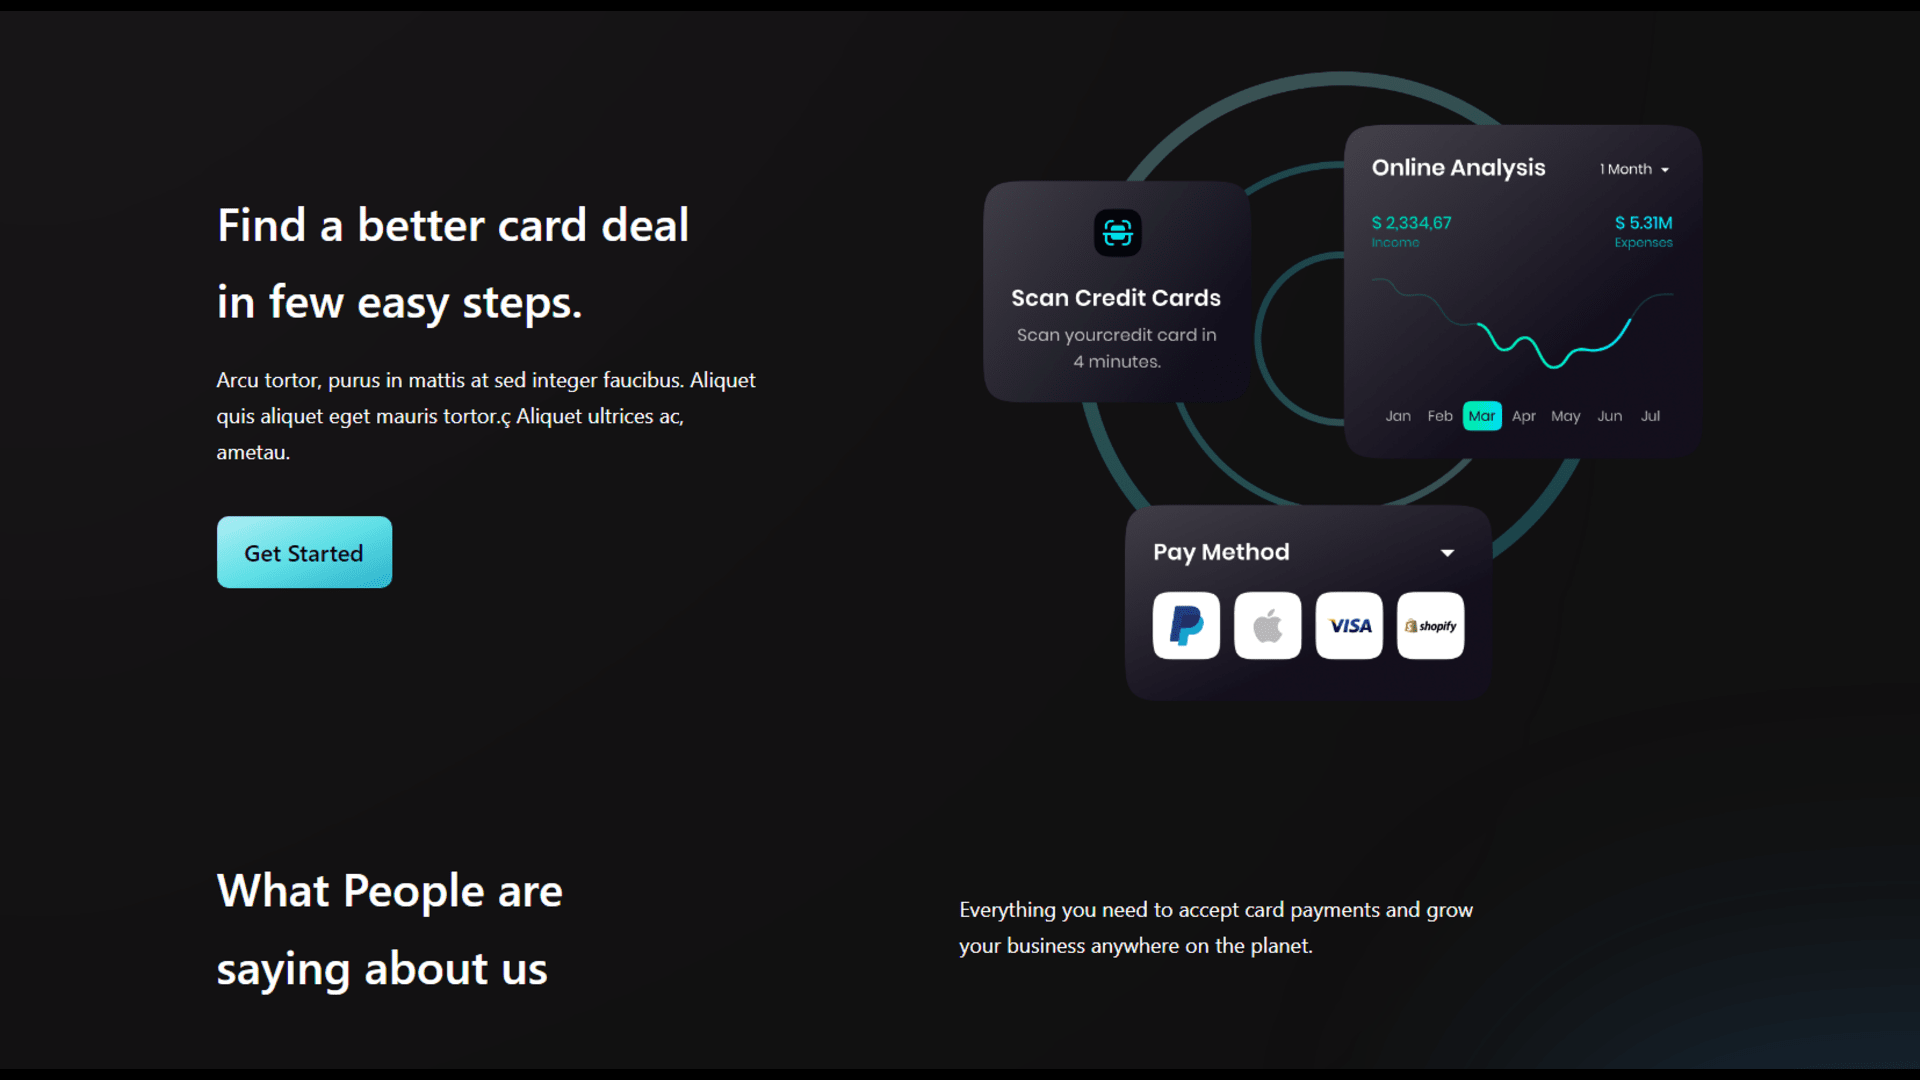 Find a better card deal
in few easy steps.
Arcu tortor, purus in mattis at sed integer faucibus. Aliquet
quis aliquet eget mauris tortor.ç Aliquet ultrices ac,
ametau.
Get Started
Scan Credit Cards
Scan yourcredit card in
4 minutes.
Online Analysis
1 Month
$ 2,334,67
$ 5.31M
Income
Expenses
Jan Feb Mar Apr May Jun Jul
Pay Method
VISA
shopify
What People are
saying about us
Everything you need to accept card payments and grow
your business anywhere on the planet.